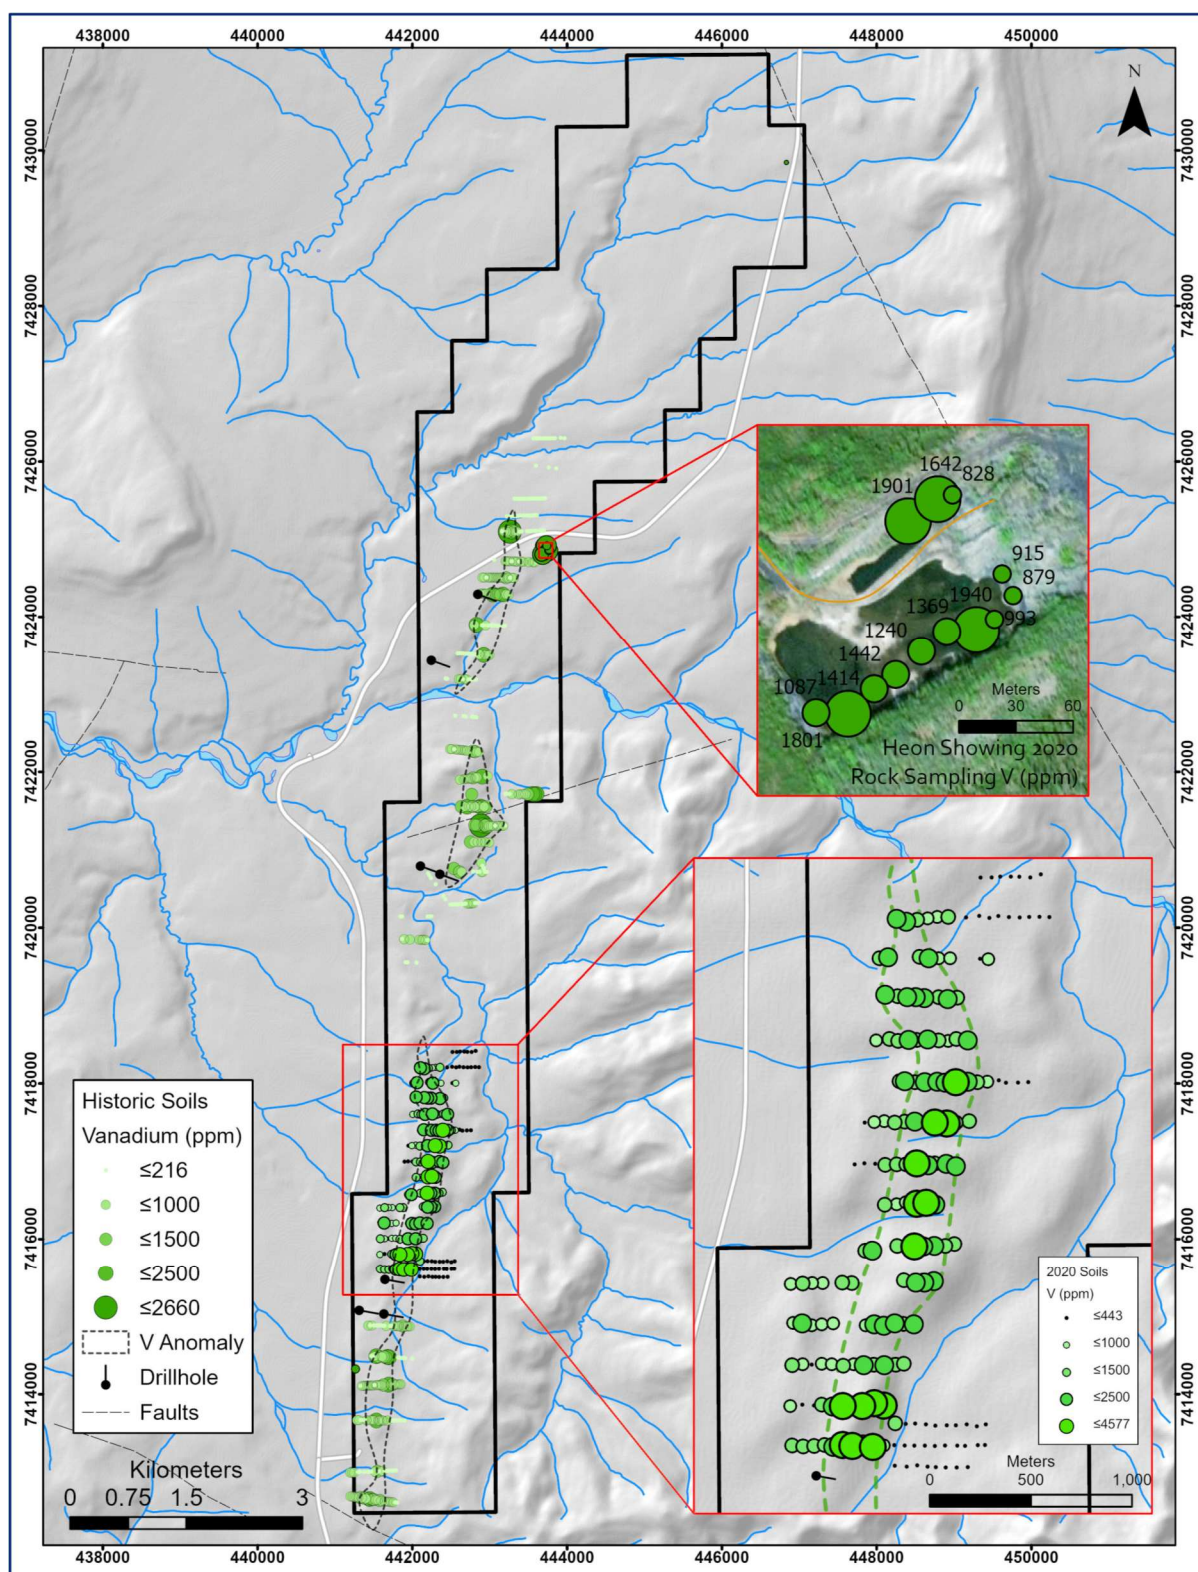 438000 440000 442000 444000 446000 448000 450000
N
7430000 7430000
7428000 7428000
7426000 7426000
7424000 7424000
7422000 7422000
7420000 7420000
7418000 7418000
7416000 7416000
7414000 7414000
1642
828
1901
915
879
1940
1369
993
1240
1442
1414
1087
1801
Meters
0 30 60
Heon Showing 2020
Rock Sampling V (ppm)
Historic Soils
Vanadium (ppm)
≤216
≤1000
≤1500
≤2500
≤2660
V Anomaly
Drillhole
Faults
Kilometers
0 0.75 1.5 3
2020 Soils
V (ppm)
≤443
≤1000
≤1500
≤2500
≤4577
Meters
0 500 1,000
438000 440000 442000 444000 446000 448000 450000